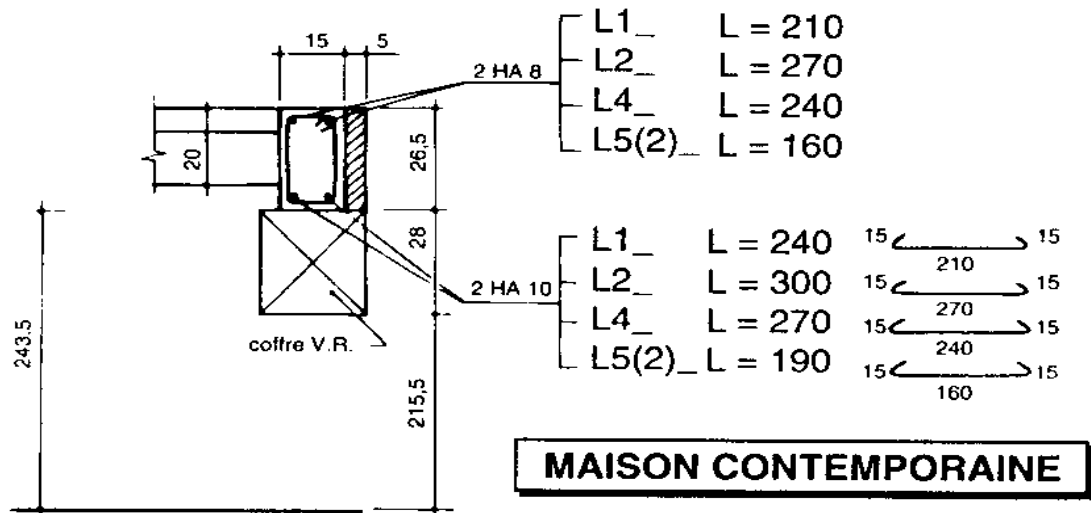 15 5
2 HA 8
L1_ L = 210
L2_ L = 270
L4_ L = 240
L5(2)_ L = 160
20
26,5
28
243.5
215,5
coffre V.R.
2 HA 10
L1_ L = 240 15 210 15
L2_ L = 300 15 270 15
L4_ L = 270 15 240 15
L5(2)_ L = 190 15 160 15
MAISON CONTEMPORAINE